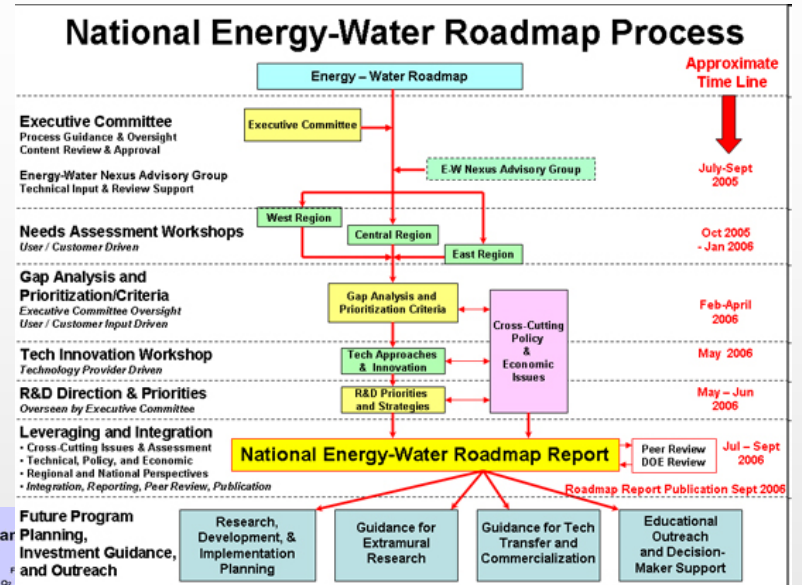 National Energy-Water Roadmap Process
Approximate
Time Line
Energy – Water Roadmap
Executive Committee
Process Guidance & Oversight
Content Review & Approval
Executive Committee
Energy-Water Nexus Advisory Group
Technical Input & Review Support
E-W Nexus Advisory Group
July-Sept
2005
Needs Assessment Workshops
User / Customer Driven
West Region
Central Region
East Region
Oct 2005
- Jan 2006
Gap Analysis and
Prioritization/Criteria
Executive Committee Oversight
User / Customer Input Driven
Gap Analysis and
Prioritization Criteria
Cross-Cutting
Policy
&
Economic
Issues
Feb-April
2006
Tech Innovation Workshop
Technology Provider Driven
Tech Approaches
& Innovation
May 2006
R&D Direction & Priorities
Overseen by Executive Committee
R&D Priorities
and Strategies
May – Jun
2006
Leveraging and Integration
• Cross-Cutting Issues & Assessment
• Technical, Policy, and Economic
• Regional and National Perspectives
• Integration, Reporting, Peer Review, Publication
National Energy-Water Roadmap Report
Peer Review
DOE Review
Jul – Sept
2006
Roadmap Report Publication Sept 2006
Future Program
Planning,
Investment Guidance,
and Outreach
Research,
Development, &
Implementation
Planning
Guidance for
Extramural
Research
Guidance for Tech
Transfer and
Commercialization
Educational
Outreach
and Decision-
Maker Support